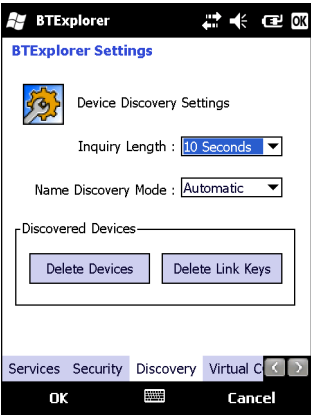 BTExplorer
OK
BTExplorer Settings
Device Discovery Settings
Inquiry Length : 10 Seconds
Name Discovery Mode : Automatic
Discovered Devices
Delete Devices Delete Link Keys
Services Security Discovery Virtual C
OK Cancel